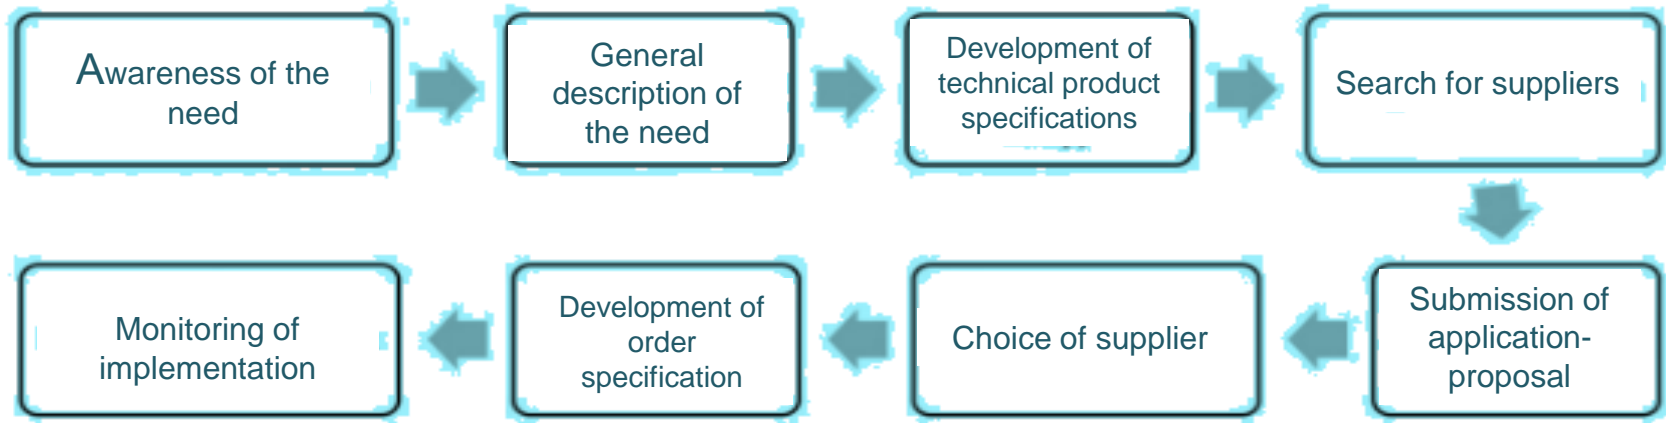 Awareness of the
need
General
description of
the need
Development of
technical product
specifications
Search for suppliers
Submission of
application-
proposal
Choice of supplier
Development of
order
specification
Monitoring of
implementation